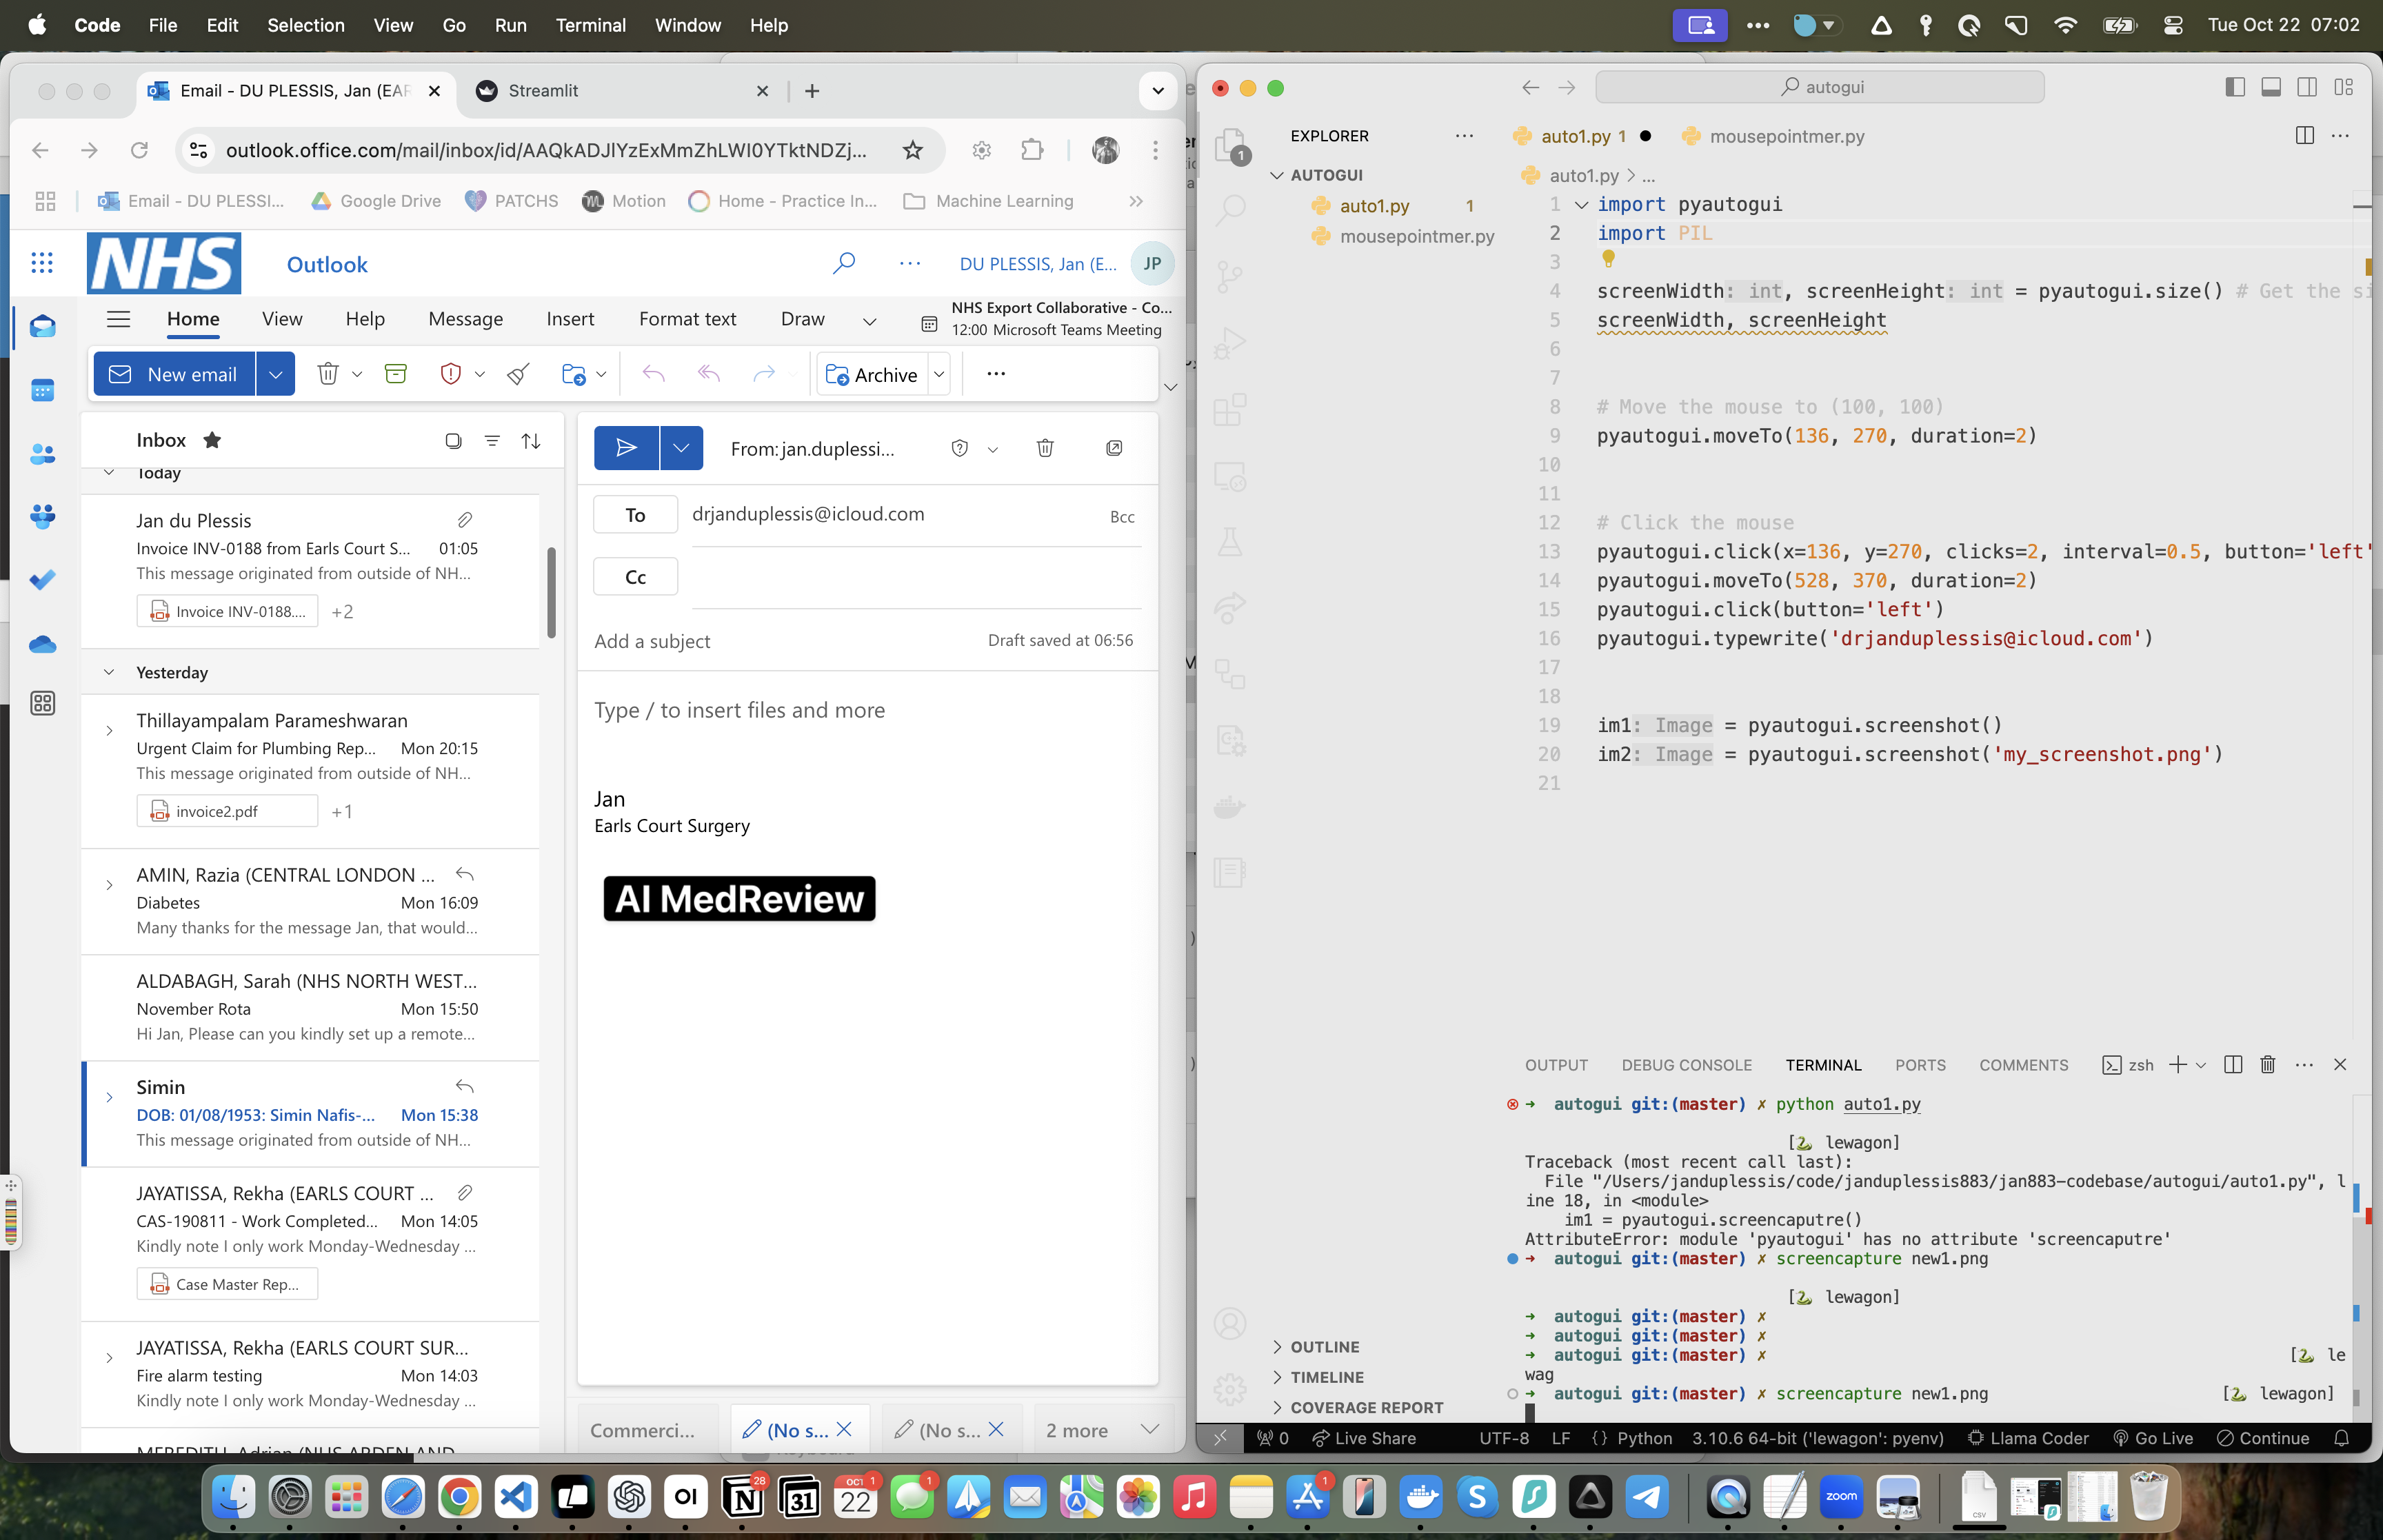 Code File Edit Selection View Go Run Terminal Window Help
Tue Oct 22 07:02
Email - DU PLESSIS, Jan (EAR
Streamlit
outlook.office.com/mail/inbox/id/AAQkADJlYzExMmZhLWI0YTktNDZj...
Email - DU PLESSI... Google Drive PATCHS Motion Home - Practice In... Machine Learning
NHS Outlook DU PLESSIS, Jan (E... JP
Home View Help Message Insert Format text Draw
NHS Export Collaborative - Co...
12:00 Microsoft Teams Meeting
New email Archive
Inbox
Today
Jan du Plessis
Invoice INV-0188 from Earls Court S... 01:05
This message originated from outside of NH...
Invoice INV-0188.... +2
Yesterday
Thillayampalam Parameshwaran
Urgent Claim for Plumbing Rep... Mon 20:15
This message originated from outside of NH...
invoice2.pdf +1
AMIN, Razia (CENTRAL LONDON ...
Diabetes Mon 16:09
Many thanks for the message Jan, that would...
ALDABAGH, Sarah (NHS NORTH WEST...
November Rota Mon 15:50
Hi Jan, Please can you kindly set up a remote...
Simin
DOB: 01/08/1953: Simin Nafis-... Mon 15:38
This message originated from outside of NH...
JAYATISSA, Rekha (EARLS COURT ...
CAS-190811 - Work Completed... Mon 14:05
Kindly note I only work Monday-Wednesday ...
Case Master Rep...
JAYATISSA, Rekha (EARLS COURT SUR...
Fire alarm testing Mon 14:03
Kindly note I only work Monday-Wednesday ...
MEREDITH, Adrian (NHS ARDEN AND
From: jan.duplessi...
To drjanduplessis@icloud.com Bcc
Cc
Add a subject Draft saved at 06:56
Type / to insert files and more
Jan
Earls Court Surgery
AI MedReview
Commerci... (No s... (No s... 2 more
autogui
EXPLORER
1
AUTOGUI
auto1.py 1
mousepointmer.py
OUTLINE
TIMELINE
COVERAGE REPORT
auto1.py 1 mousepointmer.py
auto1.py > ...
1 import pyautogui
2 import PIL
3
4 screenWidth: int, screenHeight: int = pyautogui.size() # Get the si
5 screenWidth, screenHeight
6
7
8 # Move the mouse to (100, 100)
9 pyautogui.moveTo(136, 270, duration=2)
10
11
12 # Click the mouse
13 pyautogui.click(x=136, y=270, clicks=2, interval=0.5, button='left'
14 pyautogui.moveTo(528, 370, duration=2)
15 pyautogui.click(button='left')
16 pyautogui.typewrite('drjanduplessis@icloud.com')
17
18
19 im1: Image = pyautogui.screenshot()
20 im2: Image = pyautogui.screenshot('my_screenshot.png')
21
OUTPUT DEBUG CONSOLE TERMINAL PORTS COMMENTS zsh
➜ autogui git:(master) ✗ python auto1.py
[🐍 lewagon]
Traceback (most recent call last):
File "/Users/janduplessis/code/janduplessis883/jan883-codebase/autogui/auto1.py", l
ine 18, in <module>
im1 = pyautogui.screencaputre()
AttributeError: module 'pyautogui' has no attribute 'screencaputre'
➜ autogui git:(master) ✗ screencapture new1.png
[🐍 lewagon]
➜ autogui git:(master) ✗
➜ autogui git:(master) ✗
➜ autogui git:(master) ✗ [🐍 le
wag
➜ autogui git:(master) ✗ screencapture new1.png [🐍 lewagon]
0 Live Share UTF-8 LF {} Python 3.10.6 64-bit ('lewagon': pyenv) Llama Coder Go Live Continue
OI 28 31 OCT 22 1 1 1 zoom CSV